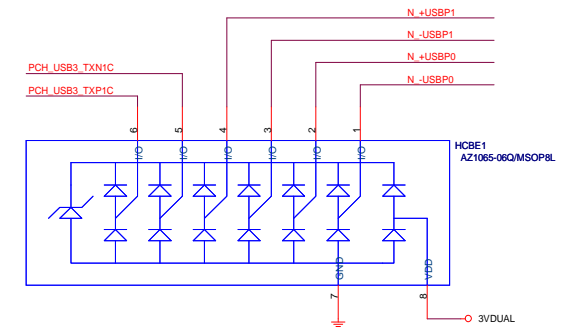 N_+USBP1
N_-USBP1
N_+USBP0
PCH_USB3_TXN1C
N_-USBP0
PCH_USB3_TXP1C
6 5 4 3 2 1
I/O I/O I/O I/O I/O I/O
HCBE1
AZ1065-06Q/MSOP8L
GND VDD
7 8
3VDUAL